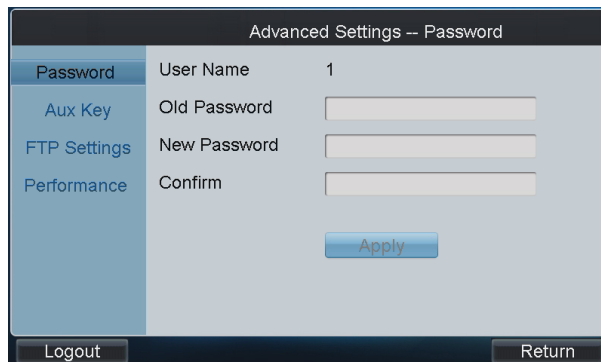 Advanced Settings -- Password
Password
Aux Key
FTP Settings
Performance
User Name 1
Old Password
New Password
Confirm
Apply
Logout Return